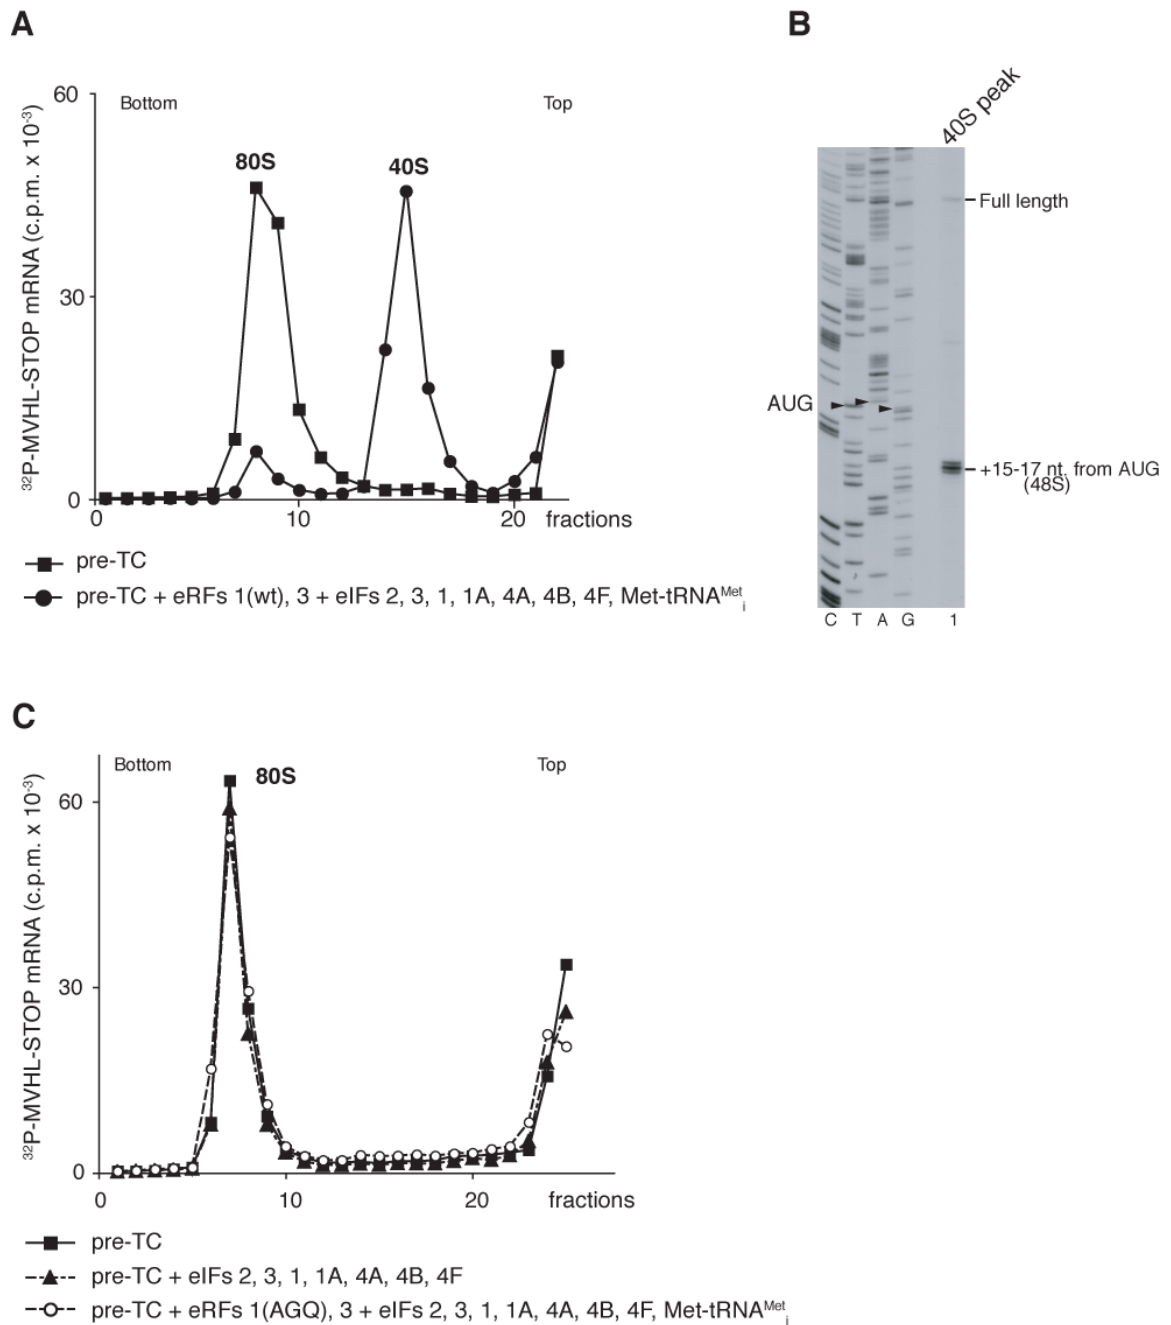 A
B
60
Bottom
Top
80S
40S
³²P-MVHL-STOP mRNA (c.p.m. x 10⁻³)
30
0
0
10
20
fractions
pre-TC
pre-TC + eRFs 1(wt), 3 + eIFs 2, 3, 1, 1A, 4A, 4B, 4F, Met-tRNAᴹᵉᵗᵢ
40S peak
Full length
AUG
+15-17 nt. from AUG
(48S)
C T A G 1
C
Bottom
Top
80S
60
³²P-MVHL-STOP mRNA (c.p.m. x 10⁻³)
30
0
0
10
20
fractions
pre-TC
pre-TC + eIFs 2, 3, 1, 1A, 4A, 4B, 4F
pre-TC + eRFs 1(AGQ), 3 + eIFs 2, 3, 1, 1A, 4A, 4B, 4F, Met-tRNAᴹᵉᵗᵢ